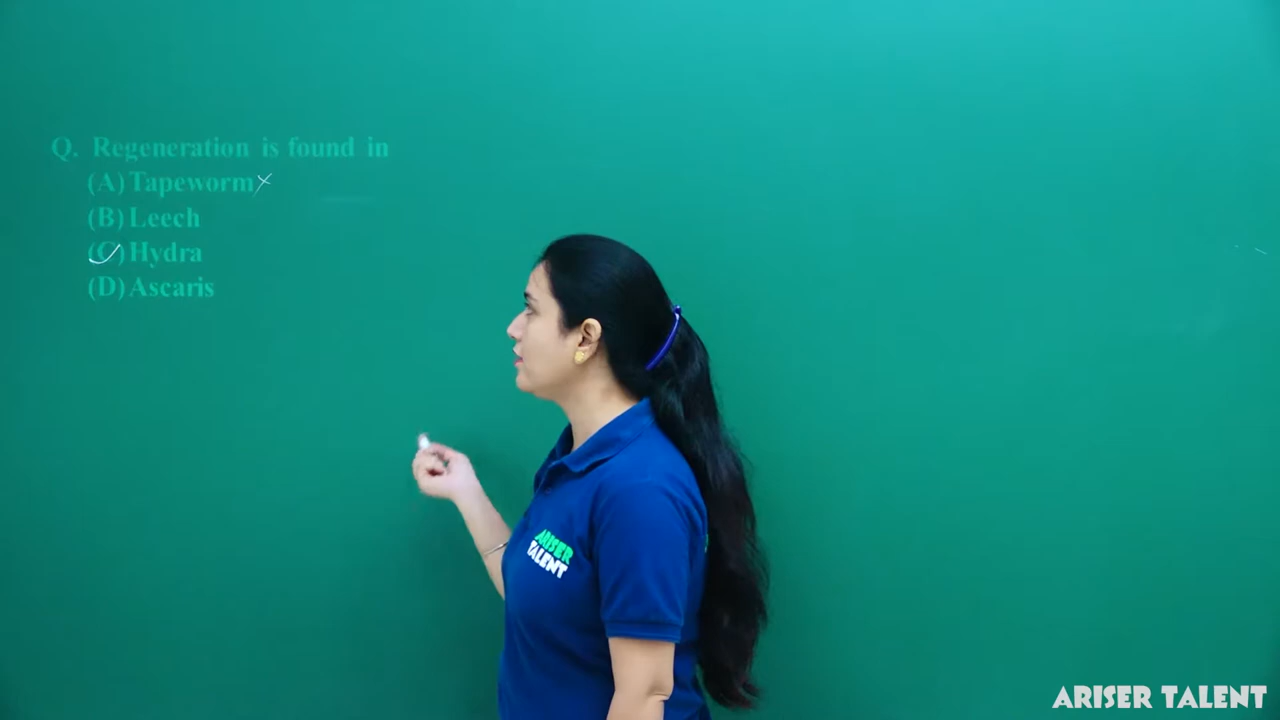 Q. Regeneration is found in
(A) Tapeworm
(B) Leech
(C) Hydra
(D) Ascaris
ARISER
TALENT
ARISER TALENT